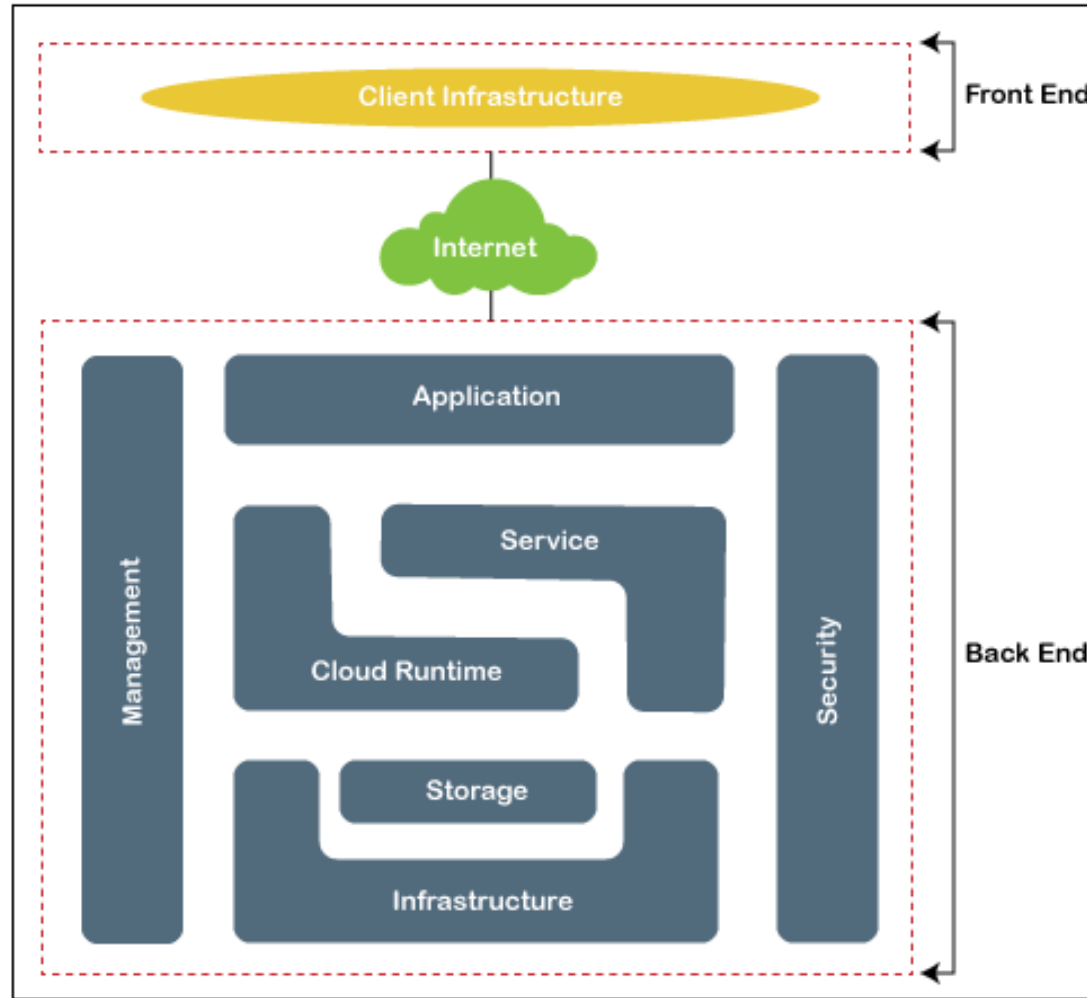 Client Infrastructure
Front End
Internet
Application
Service
Management
Cloud Runtime
Security
Back End
Storage
Infrastructure